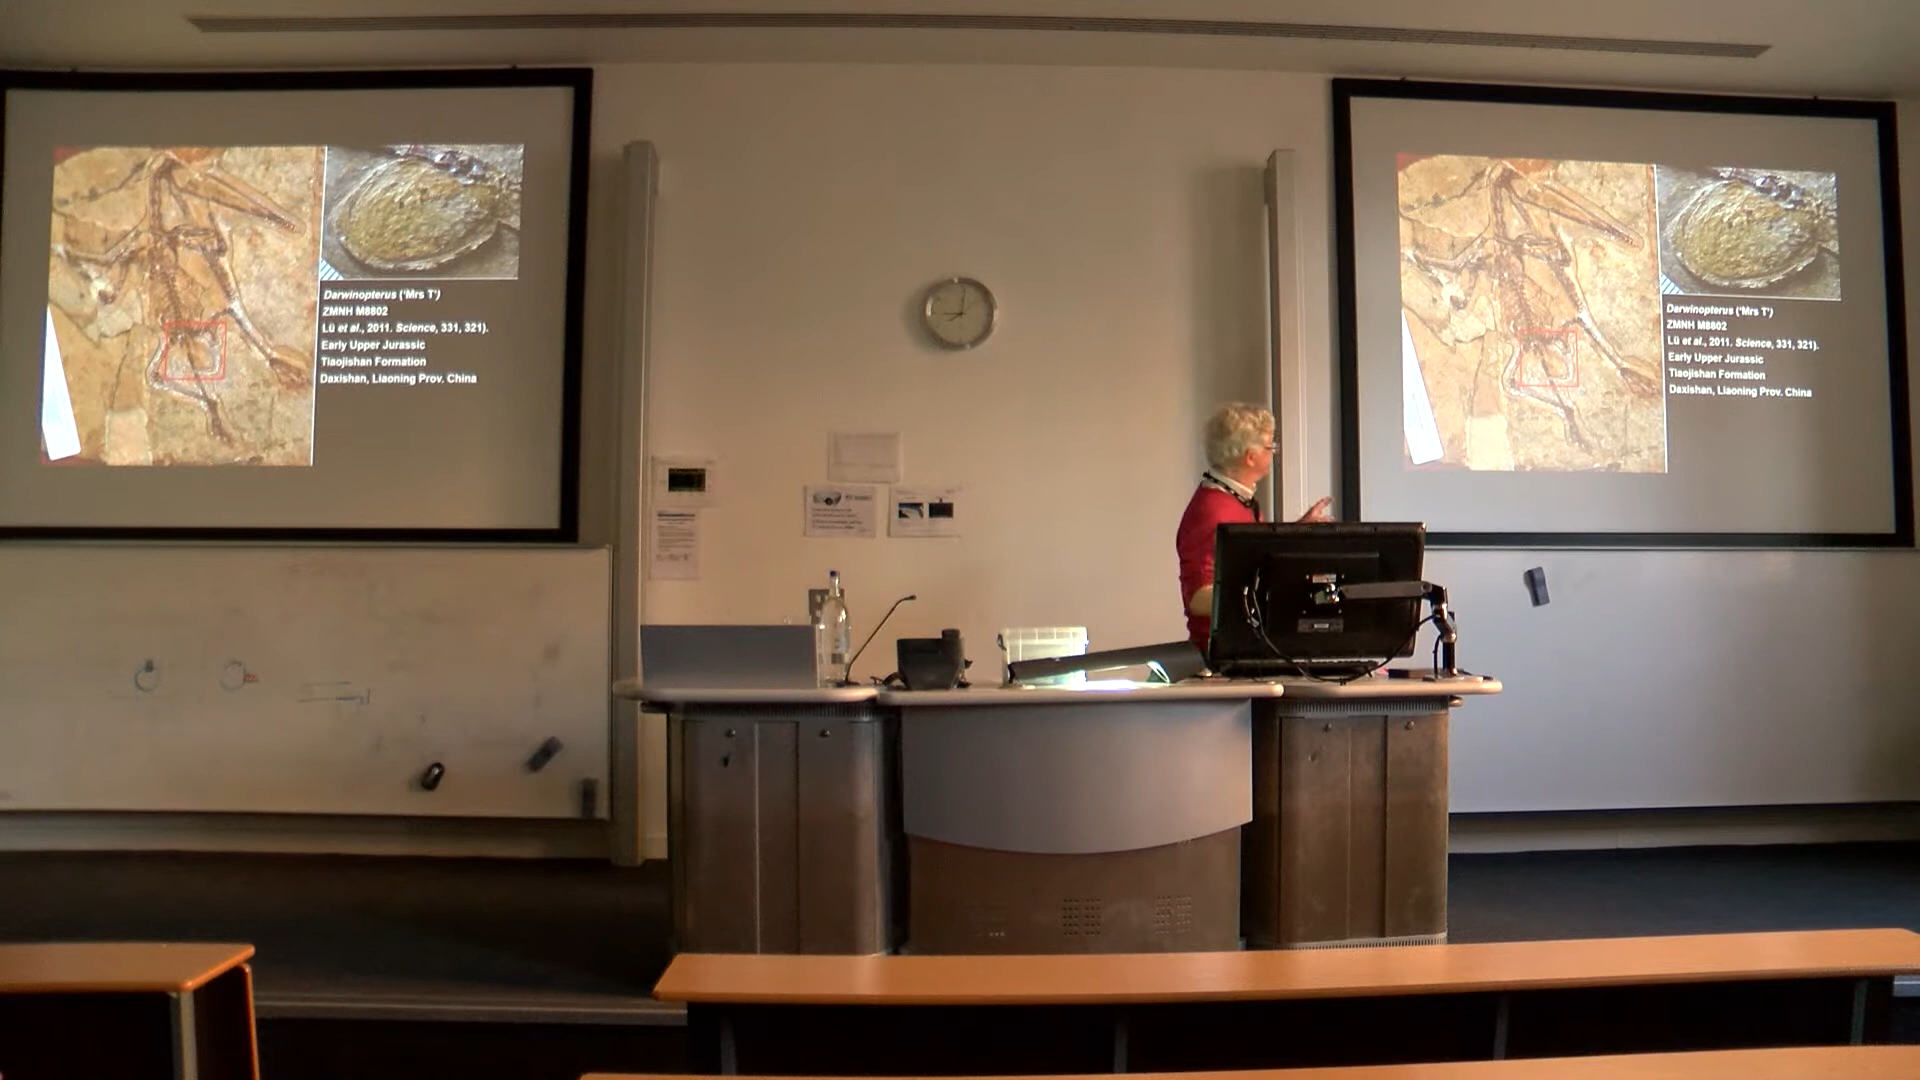 Darwinopterus ('Mrs T')
ZMNH M8802
Lü et al., 2011. Science, 331, 321).
Early Upper Jurassic
Tiaojishan Formation
Daxishan, Liaoning Prov. China
Darwinopterus ('Mrs T')
ZMNH M8802
Lü et al., 2011. Science, 331, 321).
Early Upper Jurassic
Tiaojishan Formation
Daxishan, Liaoning Prov. China